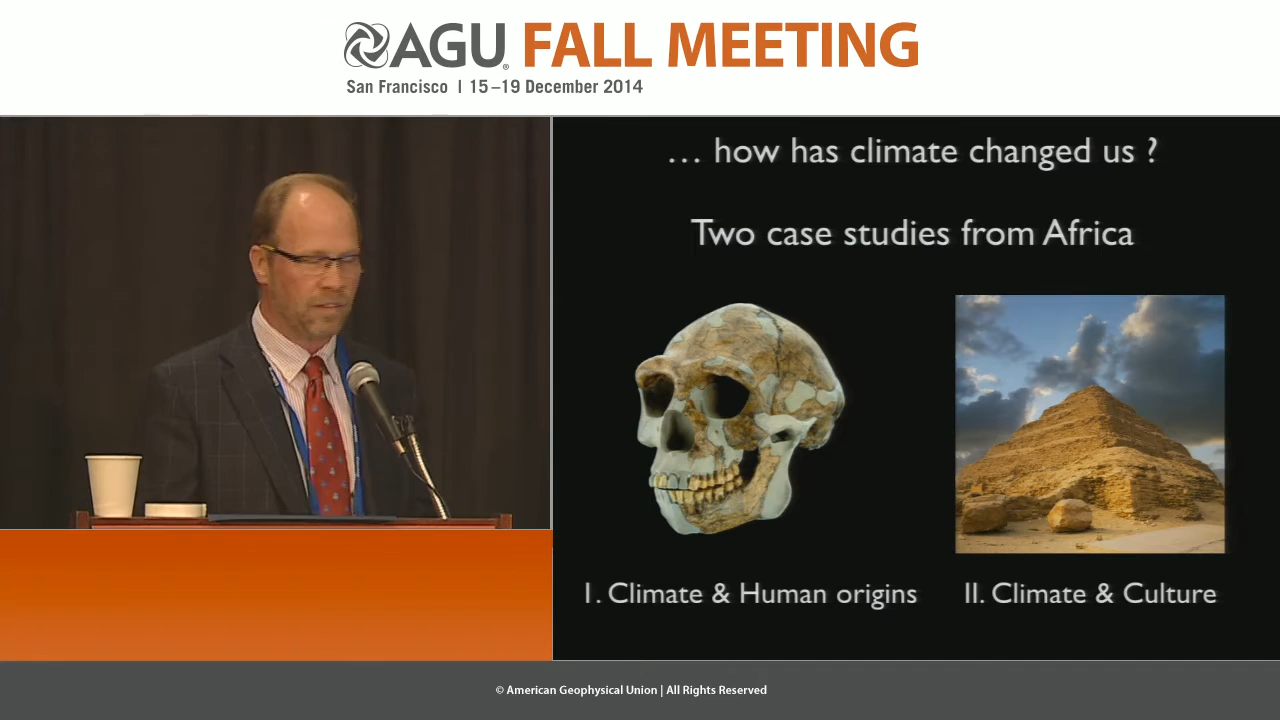 AGU® FALL MEETING
San Francisco | 15–19 December 2014
… how has climate changed us ?
Two case studies from Africa
I. Climate & Human origins
II. Climate & Culture
© American Geophysical Union | All Rights Reserved